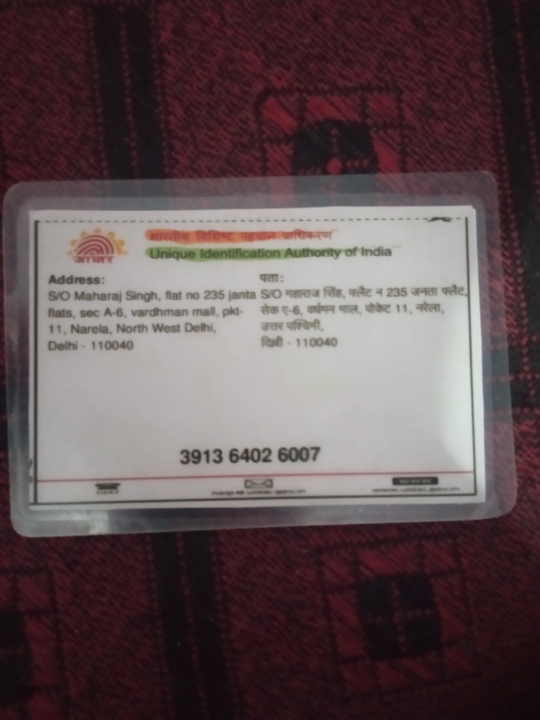 भारतीय विशिष्ट पहचान प्राधिकरण
Unique Identification Authority of India
आधार
Address:
S/O Maharaj Singh, flat no 235 janta
flats, sec A-6, vardhman mall, pkt-
11, Narela, North West Delhi,
Delhi - 110040
पता:
S/O महाराज सिंह, फ्लैट न 235 जनता फ्लैट,
सेक ए-6, वर्धमन माल, पोकेट 11, नरेला,
उत्तर पश्चिमी,
दिल्ली - 110040
3913 6402 6007